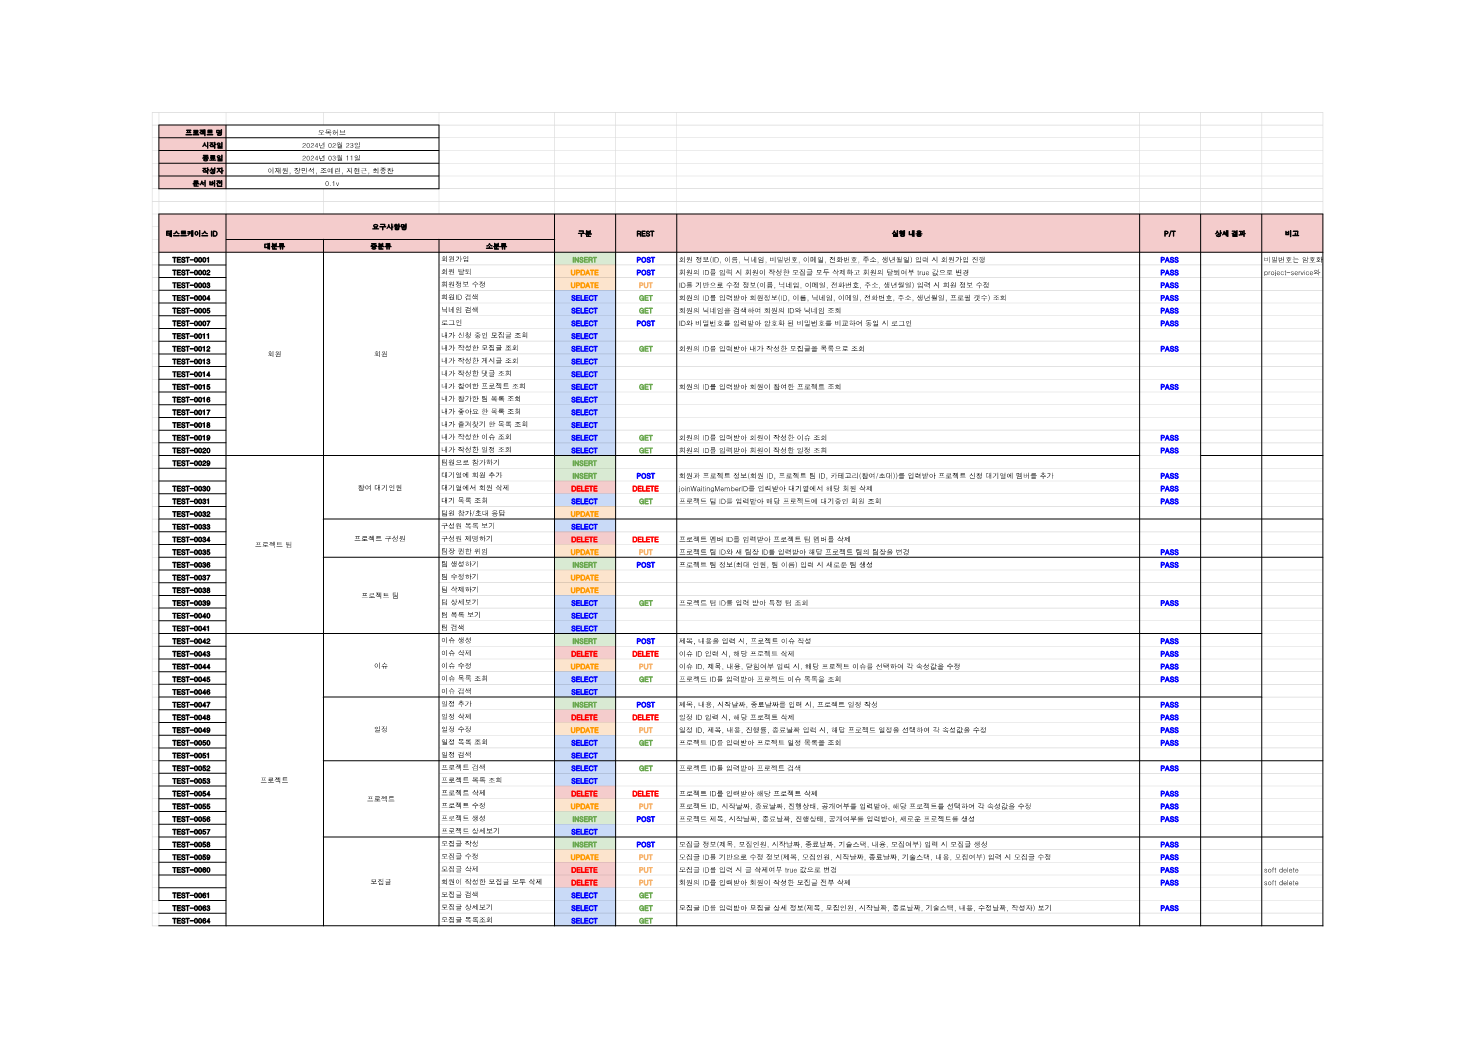 프로젝트 명 오목허브
시작일 2024년 02월 23일
종료일 2024년 03월 11일
작성자 이재원, 장민석, 조예린, 지현근, 최종찬
문서 버전 0.1v
테스트케이스 ID 요구사항명 구분 REST 실행 내용 P/T 상세 결과 비고
대분류 중분류 소분류
TEST-0001 회원 회원 회원가입 INSERT POST 회원 정보(ID, 이름, 닉네임, 비밀번호, 이메일, 전화번호, 주소, 생년월일) 입력 시 회원가입 진행 PASS 비밀번호는 암호화
TEST-0002 회원 탈퇴 UPDATE POST 회원의 ID를 입력 시 회원이 작성한 모집글 모두 삭제하고 회원의 탈퇴여부 true 값으로 변경 PASS project-service와
TEST-0003 회원정보 수정 UPDATE PUT ID를 기반으로 수정 정보(이름, 닉네임, 이메일, 전화번호, 주소, 생년월일) 입력 시 회원 정보 수정 PASS
TEST-0004 회원ID 검색 SELECT GET 회원의 ID를 입력받아 회원정보(ID, 이름, 닉네임, 이메일, 전화번호, 주소, 생년월일, 프로필 갯수) 조회 PASS
TEST-0005 닉네임 검색 SELECT GET 회원의 닉네임을 검색하여 회원의 ID와 닉네임 조회 PASS
TEST-0007 로그인 SELECT POST ID와 비밀번호를 입력받아 암호화 된 비밀번호를 비교하여 동일 시 로그인 PASS
TEST-0011 내가 신청 중인 모집글 조회 SELECT
TEST-0012 내가 작성한 모집글 조회 SELECT GET 회원의 ID를 입력받아 내가 작성한 모집글을 목록으로 조회 PASS
TEST-0013 내가 작성한 게시글 조회 SELECT
TEST-0014 내가 작성한 댓글 조회 SELECT
TEST-0015 내가 참여한 프로젝트 조회 SELECT GET 회원의 ID를 입력받아 회원이 참여한 프로젝트 조회 PASS
TEST-0016 내가 참가한 팀 목록 조회 SELECT
TEST-0017 내가 좋아요 한 목록 조회 SELECT
TEST-0018 내가 즐겨찾기 한 목록 조회 SELECT
TEST-0019 내가 작성한 이슈 조회 SELECT GET 회원의 ID를 입력받아 회원이 작성한 이슈 조회 PASS
TEST-0020 내가 작성한 일정 조회 SELECT GET 회원의 ID를 입력받아 회원이 작성한 일정 조회 PASS
TEST-0029 프로젝트 팀 참여 대기인원 팀원으로 참가하기 INSERT
대기열에 회원 추가 INSERT POST 회원과 프로젝트 정보(회원 ID, 프로젝트 팀 ID, 카테고리(참여/초대))를 입력받아 프로젝트 신청 대기열에 멤버를 추가 PASS
TEST-0030 대기열에서 회원 삭제 DELETE DELETE joinWaitingMemberID를 입력받아 대기열에서 해당 회원 삭제 PASS
TEST-0031 대기 목록 조회 SELECT GET 프로젝트 팀 ID를 입력받아 해당 프로젝트에 대기중인 회원 조회 PASS
TEST-0032 팀원 참가/초대 응답 UPDATE
TEST-0033 프로젝트 구성원 구성원 목록 보기 SELECT
TEST-0034 구성원 제명하기 DELETE DELETE 프로젝트 멤버 ID를 입력받아 프로젝트 팀 멤버를 삭제
TEST-0035 팀장 권한 위임 UPDATE PUT 프로젝트 팀 ID와 새 팀장 ID를 입력받아 해당 프로젝트 팀의 팀장을 변경 PASS
TEST-0036 프로젝트 팀 팀 생성하기 INSERT POST 프로젝트 팀 정보(최대 인원, 팀 이름) 입력 시 새로운 팀 생성 PASS
TEST-0037 팀 수정하기 UPDATE
TEST-0038 팀 삭제하기 UPDATE
TEST-0039 팀 상세보기 SELECT GET 프로젝트 팀 ID를 입력 받아 특정 팀 조회 PASS
TEST-0040 팀 목록 보기 SELECT
TEST-0041 팀 검색 SELECT
TEST-0042 프로젝트 이슈 이슈 생성 INSERT POST 제목, 내용을 입력 시, 프로젝트 이슈 작성 PASS
TEST-0043 이슈 삭제 DELETE DELETE 이슈 ID 입력 시, 해당 프로젝트 삭제 PASS
TEST-0044 이슈 수정 UPDATE PUT 이슈 ID, 제목, 내용, 닫힘여부 입력 시, 해당 프로젝트 이슈를 선택하여 각 속성값을 수정 PASS
TEST-0045 이슈 목록 조회 SELECT GET 프로젝트 ID를 입력받아 프로젝트 이슈 목록을 조회 PASS
TEST-0046 이슈 검색 SELECT
TEST-0047 일정 일정 추가 INSERT POST 제목, 내용, 시작날짜, 종료날짜를 입력 시, 프로젝트 일정 작성 PASS
TEST-0048 일정 삭제 DELETE DELETE 일정 ID 입력 시, 해당 프로젝트 삭제 PASS
TEST-0049 일정 수정 UPDATE PUT 일정 ID, 제목, 내용, 진행률, 종료날짜 입력 시, 해당 프로젝트 일정을 선택하여 각 속성값을 수정 PASS
TEST-0050 일정 목록 조회 SELECT GET 프로젝트 ID를 입력받아 프로젝트 일정 목록을 조회 PASS
TEST-0051 일정 검색 SELECT
TEST-0052 프로젝트 프로젝트 검색 SELECT GET 프로젝트 ID를 입력받아 프로젝트 검색 PASS
TEST-0053 프로젝트 목록 조회 SELECT
TEST-0054 프로젝트 삭제 DELETE DELETE 프로젝트 ID를 입력받아 해당 프로젝트 삭제 PASS
TEST-0055 프로젝트 수정 UPDATE PUT 프로젝트 ID, 시작날짜, 종료날짜, 진행상태, 공개여부를 입력받아, 해당 프로젝트를 선택하여 각 속성값을 수정 PASS
TEST-0056 프로젝트 생성 INSERT POST 프로젝트 제목, 시작날짜, 종료날짜, 진행상태, 공개여부를 입력받아, 새로운 프로젝트를 생성 PASS
TEST-0057 프로젝트 상세보기 SELECT
TEST-0058 모집글 모집글 작성 INSERT POST 모집글 정보(제목, 모집인원, 시작날짜, 종료날짜, 기술스택, 내용, 모집여부) 입력 시 모집글 생성 PASS
TEST-0059 모집글 수정 UPDATE PUT 모집글 ID를 기반으로 수정 정보(제목, 모집인원, 시작날짜, 종료날짜, 기술스택, 내용, 모집여부) 입력 시 모집글 수정 PASS
TEST-0060 모집글 삭제 DELETE PUT 모집글 ID를 입력 시 글 삭제여부 true 값으로 변경 PASS soft delete
회원이 작성한 모집글 모두 삭제 DELETE PUT 회원의 ID를 입력받아 회원이 작성한 모집글 전부 삭제 PASS soft delete
TEST-0061 모집글 검색 SELECT GET
TEST-0063 모집글 상세보기 SELECT GET 모집글 ID를 입력받아 모집글 상세 정보(제목, 모집인원, 시작날짜, 종료날짜, 기술스택, 내용, 수정날짜, 작성자) 보기 PASS
TEST-0064 모집글 목록조회 SELECT GET